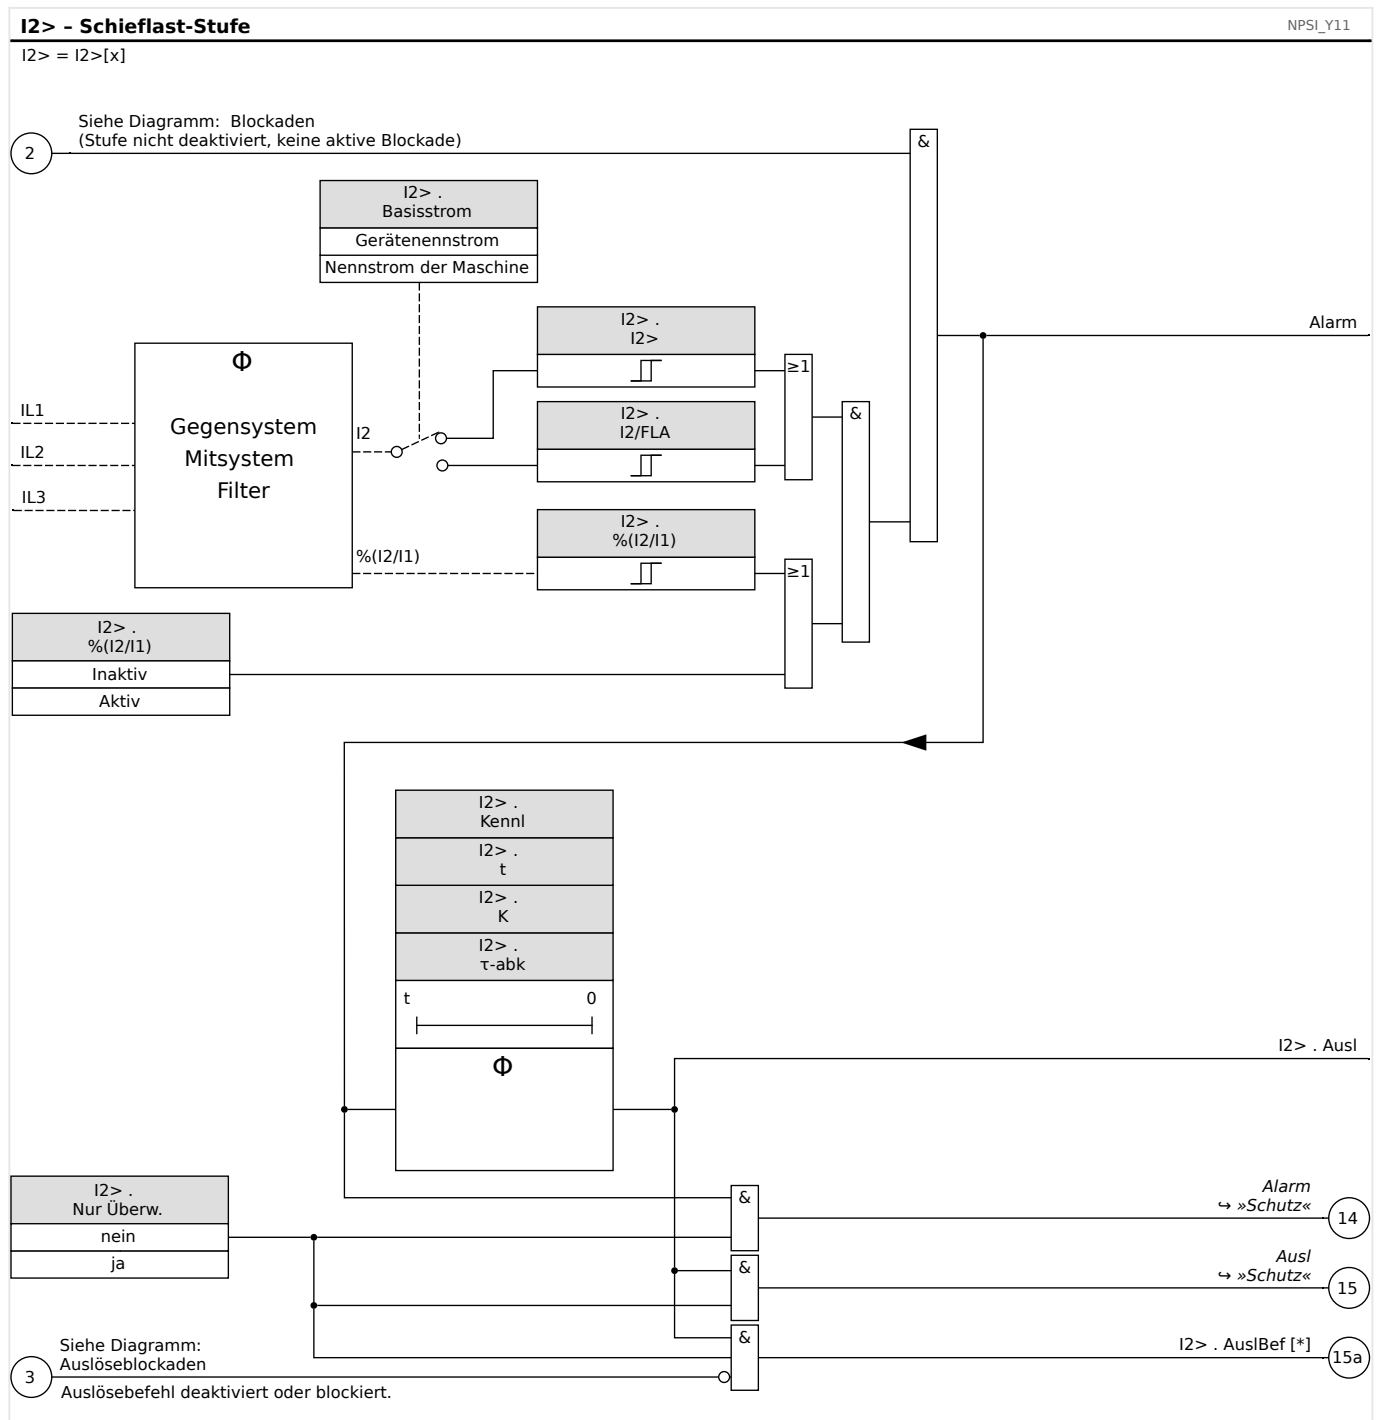 I2> – Schieflast-Stufe
NPSI_Y11
I2> = I2>[x]
Siehe Diagramm: Blockaden
(Stufe nicht deaktiviert, keine aktive Blockade)
2
&
I2> .
Basisstrom
Gerätenennstrom
Nennstrom der Maschine
I2> .
I2>
≥1
Alarm
Φ
Gegensystem
Mitsystem
Filter
IL1
IL2
IL3
I2
I2> .
I2/FLA
&
%(I2/I1)
I2> .
%(I2/I1)
≥1
I2> .
%(I2/I1)
Inaktiv
Aktiv
I2> .
Kennl
I2> .
t
I2> .
K
I2> .
τ-abk
t 0
Φ
I2> . Ausl
I2> .
Nur Überw.
nein
ja
&
Alarm
↪ »Schutz«
14
&
Ausl
↪ »Schutz«
15
&
I2> . AuslBef [*]
15a
Siehe Diagramm:
Auslöseblockaden
3
Auslösebefehl deaktiviert oder blockiert.